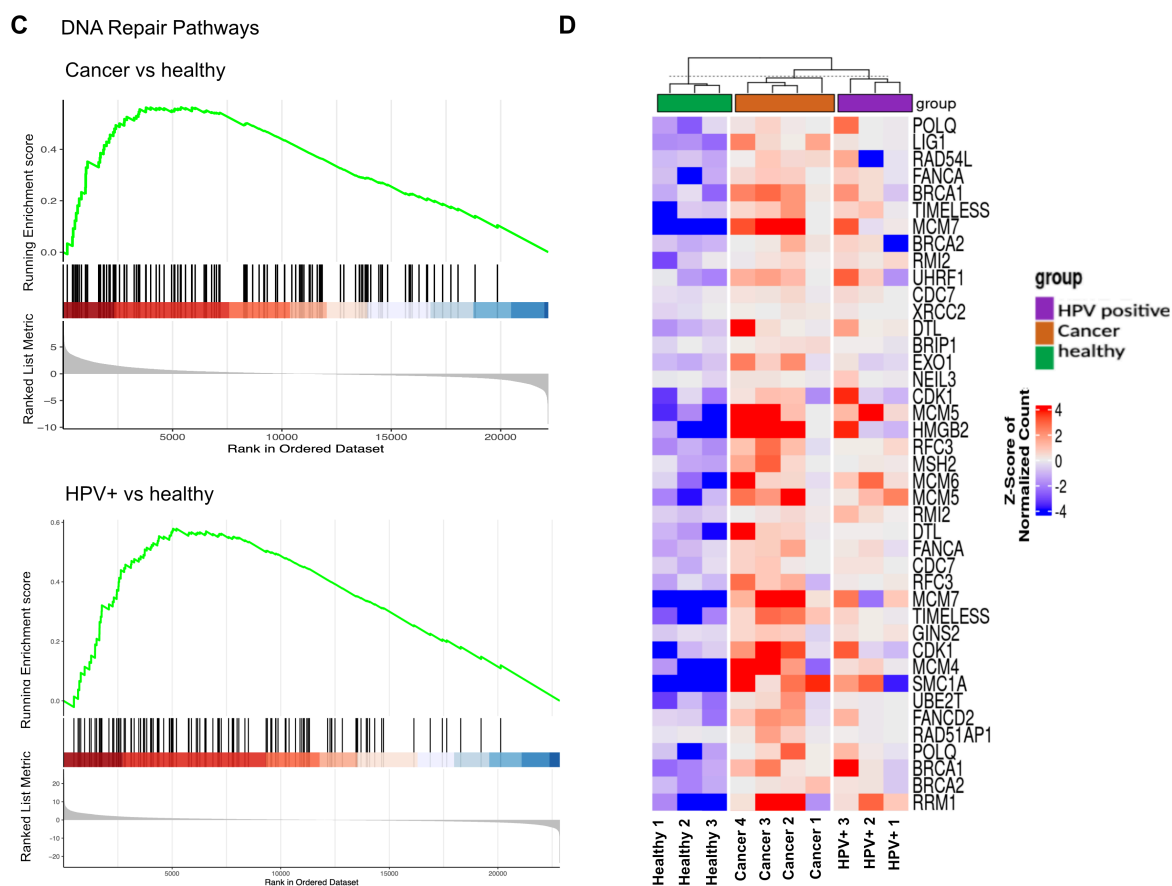 C
DNA Repair Pathways
Cancer vs healthy
Running Enrichment score
0.4
0.2
0.0
Ranked List Metric
5
0
−5
−10
5000
10000
15000
20000
Rank in Ordered Dataset
HPV+ vs healthy
Running Enrichment score
0.6
0.4
0.2
0.0
Ranked List Metric
20
10
0
-10
-20
5000
10000
15000
20000
Rank in Ordered Dataset
D
group
POLQ
LIG1
RAD54L
FANCA
BRCA1
TIMELESS
MCM7
BRCA2
RMI2
UHRF1
CDC7
XRCC2
DTL
BRIP1
EXO1
NEIL3
CDK1
MCM5
HMGB2
RFC3
MSH2
MCM6
MCM5
RMI2
DTL
FANCA
CDC7
RFC3
MCM7
TIMELESS
GINS2
CDK1
MCM4
SMC1A
UBE2T
FANCD2
RAD51AP1
POLQ
BRCA1
BRCA2
RRM1
Healthy 1
Healthy 2
Healthy 3
Cancer 4
Cancer 3
Cancer 2
Cancer 1
HPV+ 3
HPV+ 2
HPV+ 1
group
HPV positive
Cancer
healthy
Z-Score of
Normalized Count
4
2
0
-2
-4